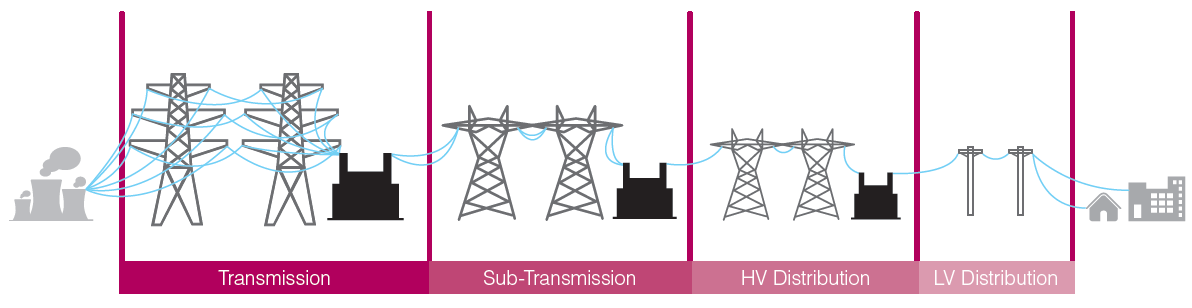 Transmission
Sub-Transmission
HV Distribution
LV Distribution